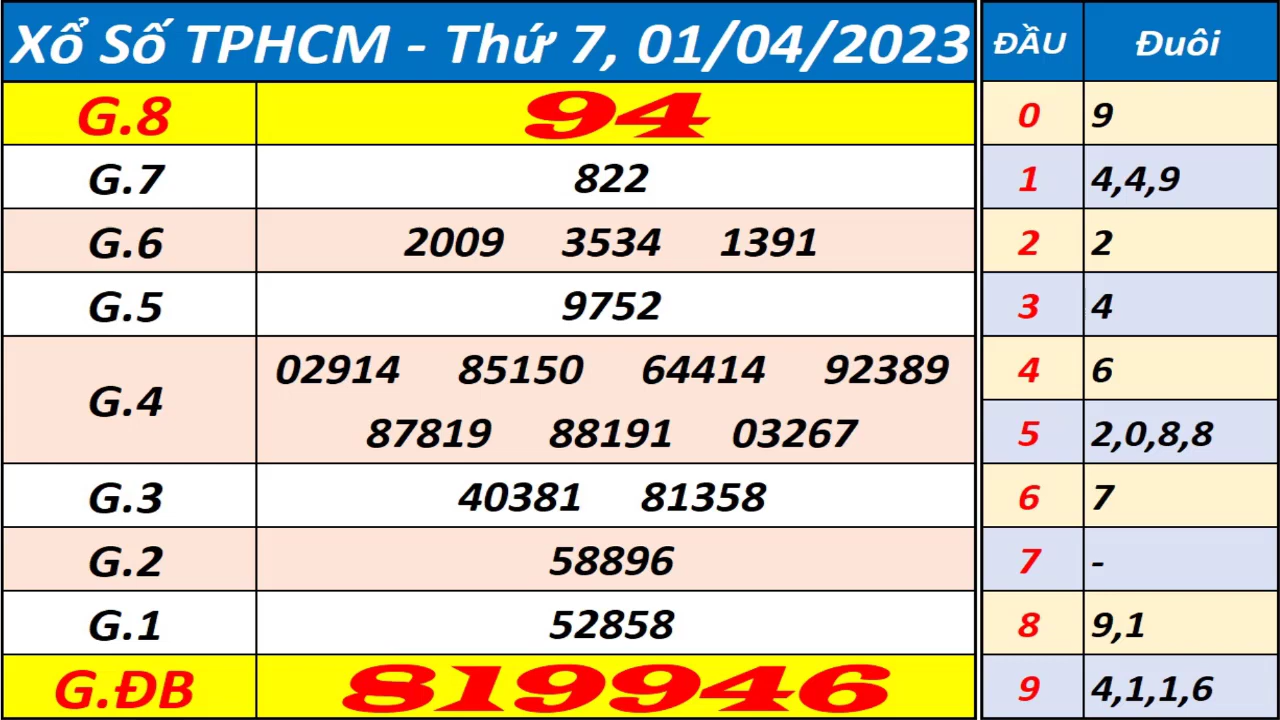 Xổ Số TPHCM - Thứ 7, 01/04/2023
G.8 94
G.7 822
G.6 2009 3534 1391
G.5 9752
G.4 02914 85150 64414 92389
87819 88191 03267
G.3 40381 81358
G.2 58896
G.1 52858
G.ĐB 819946
ĐẦU Đuôi
0 9
1 4,4,9
2 2
3 4
4 6
5 2,0,8,8
6 7
7 -
8 9,1
9 4,1,1,6